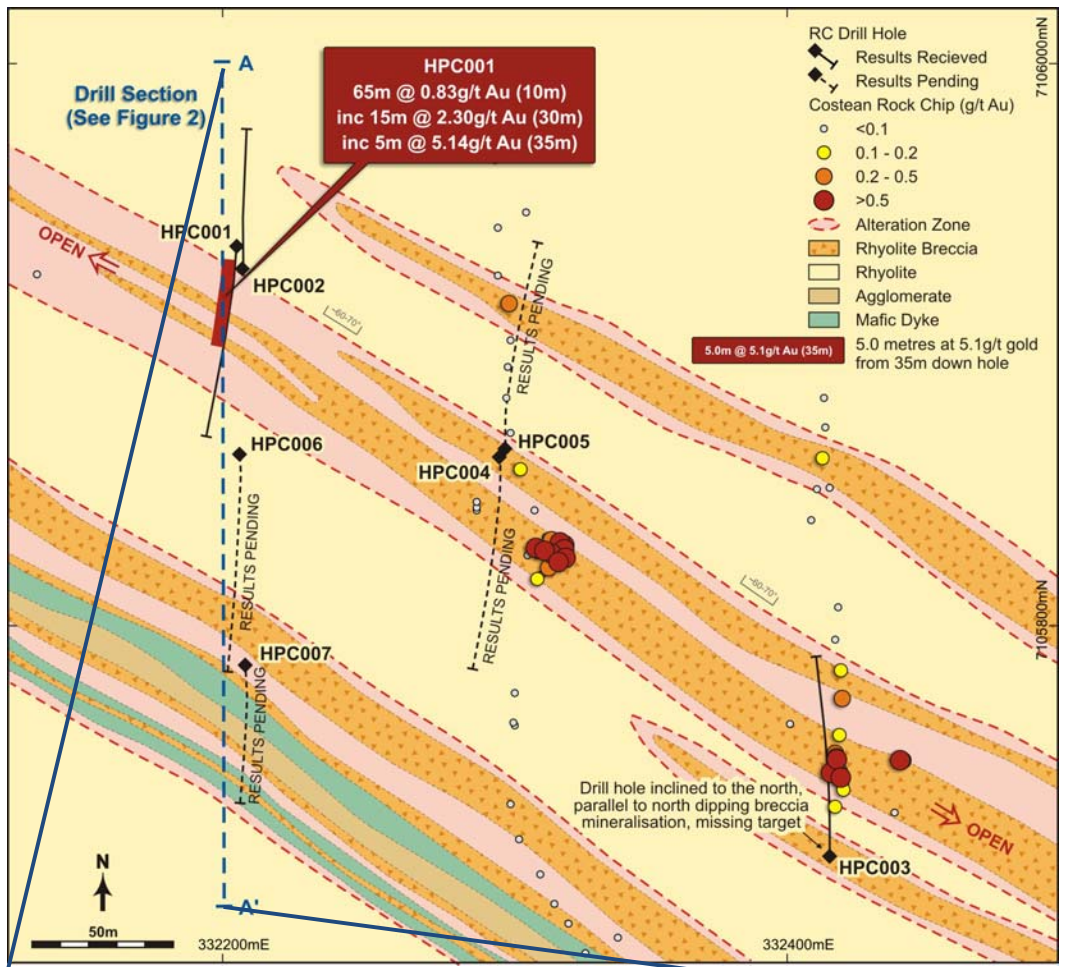 A
Drill Section
(See Figure 2)
HPC001
65m @ 0.83g/t Au (10m)
inc 15m @ 2.30g/t Au (30m)
inc 5m @ 5.14g/t Au (35m)
RC Drill Hole
Results Recieved
Results Pending
Costean Rock Chip (g/t Au)
<0.1
0.1 - 0.2
0.2 - 0.5
>0.5
Alteration Zone
Rhyolite Breccia
Rhyolite
Agglomerate
Mafic Dyke
5.0m @ 5.1g/t Au (35m)
5.0 metres at 5.1g/t gold
from 35m down hole
7106000mN
OPEN
HPC001
HPC002
~60-70°
RESULTS PENDING
HPC006
HPC005
HPC004
RESULTS PENDING
RESULTS PENDING
~60-70°
7105800mN
HPC007
RESULTS PENDING
Drill hole inclined to the north,
parallel to north dipping breccia
mineralisation, missing target
OPEN
HPC003
N
A'
50m
332200mE
332400mE